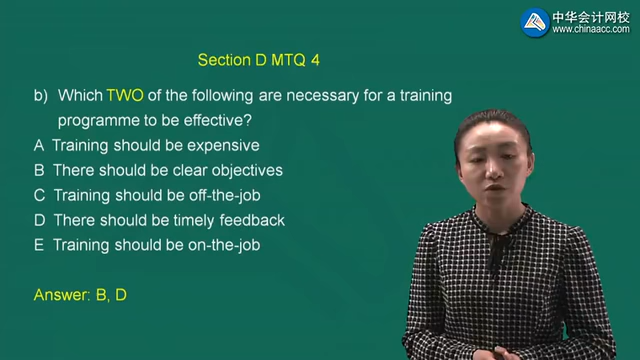 中华会计网校
www.chinaacc.com
Section D MTQ 4
b) Which TWO of the following are necessary for a training
programme to be effective?
A Training should be expensive
B There should be clear objectives
C Training should be off-the-job
D There should be timely feedback
E Training should be on-the-job
Answer: B, D